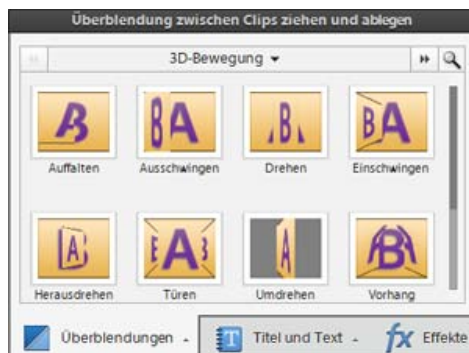 Überblendung zwischen Clips ziehen und ablegen
3D-Bewegung
B A B A B B A
Auffalten Ausschwingen Drehen Einschwingen
A E A B A A B
Herausdrehen Türen Umdrehen Vorhang
Überblendungen T Titel und Text fx Effekte